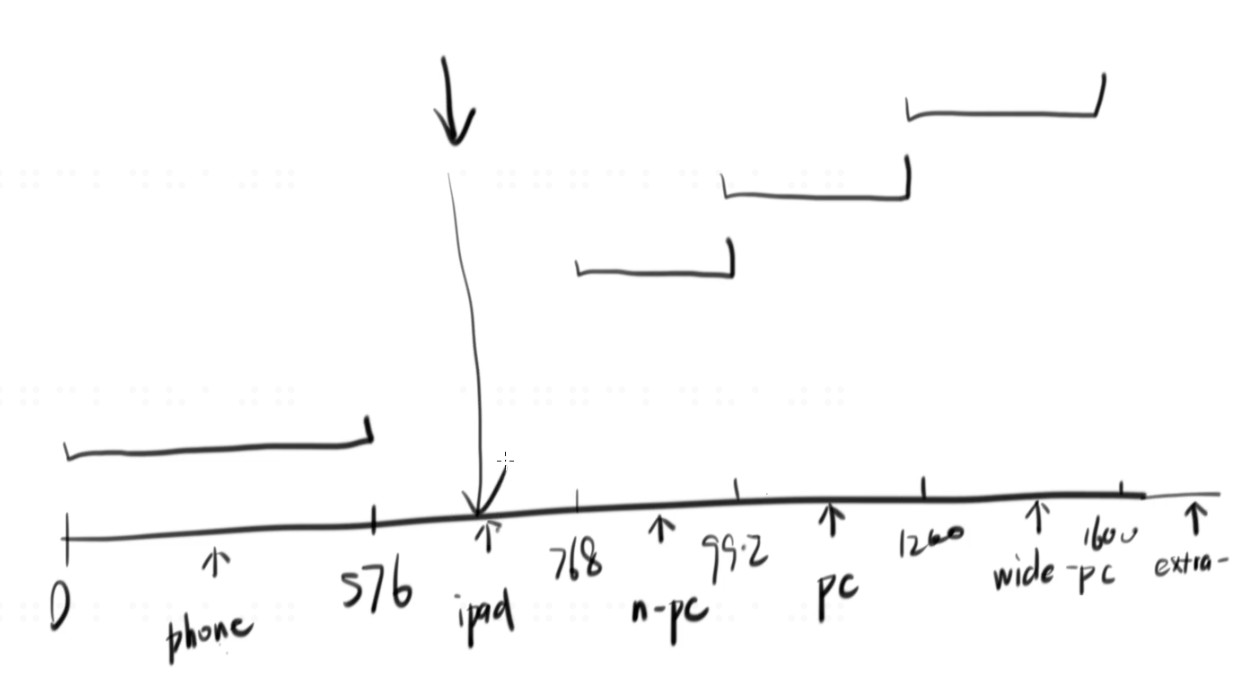 0
576
768
992
1200
1600
phone
ipad
n-pc
pc
wide-pc
extra-